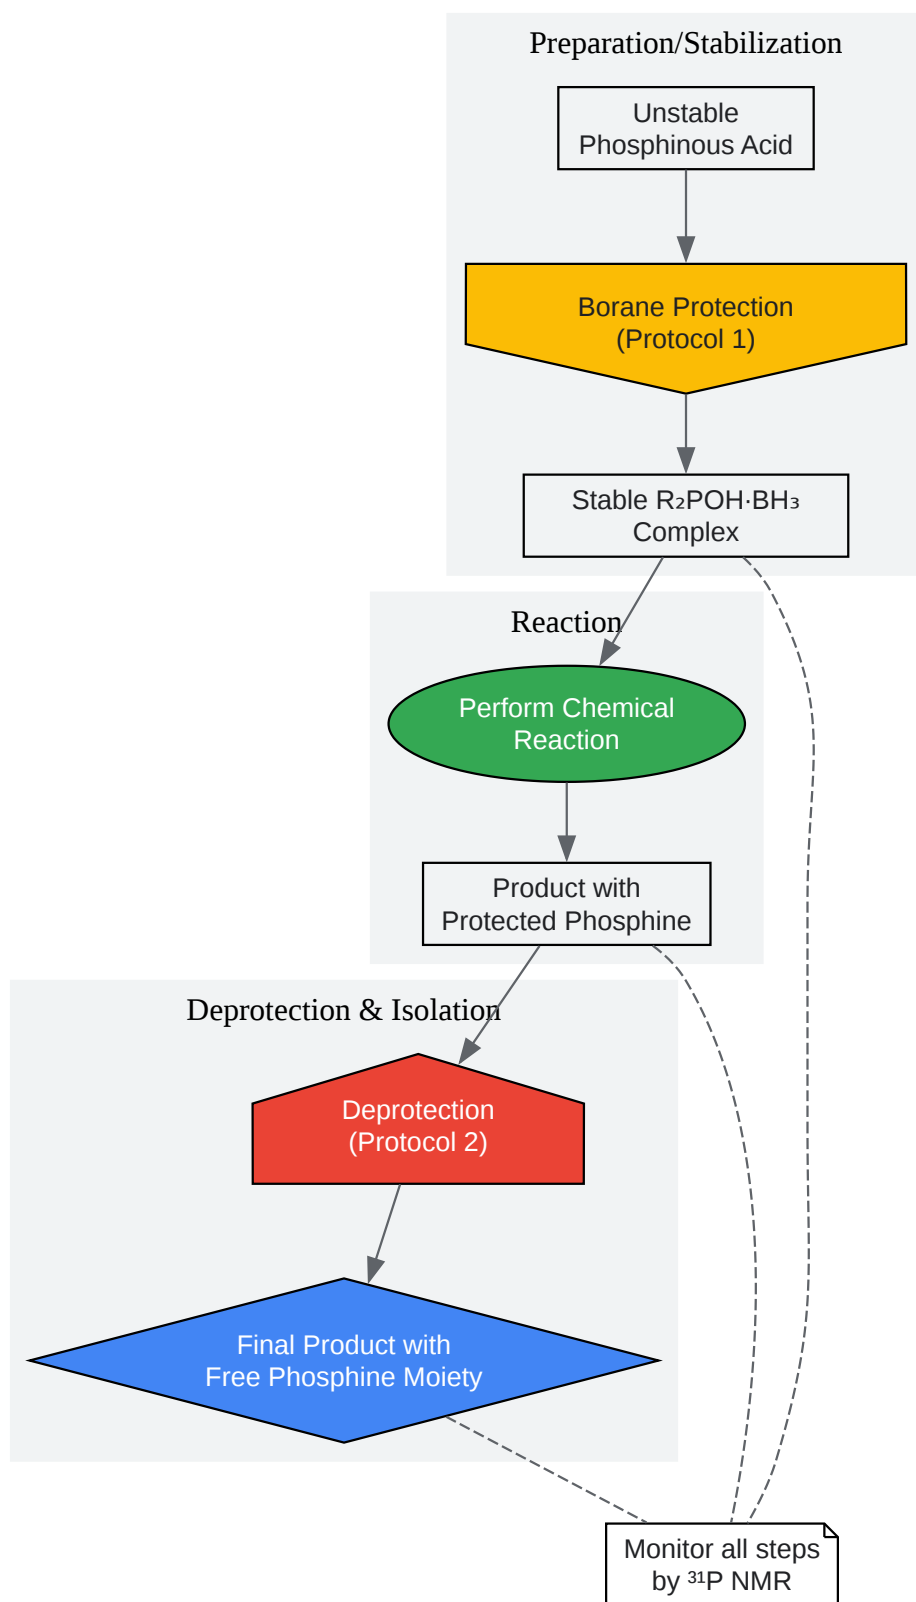 Preparation/Stabilization
Unstable
Phosphinous Acid
Borane Protection
(Protocol 1)
Stable R₂POH·BH₃
Complex
Reaction
Perform Chemical
Reaction
Product with
Protected Phosphine
Deprotection & Isolation
Deprotection
(Protocol 2)
Final Product with
Free Phosphine Moiety
Monitor all steps
by ³¹P NMR